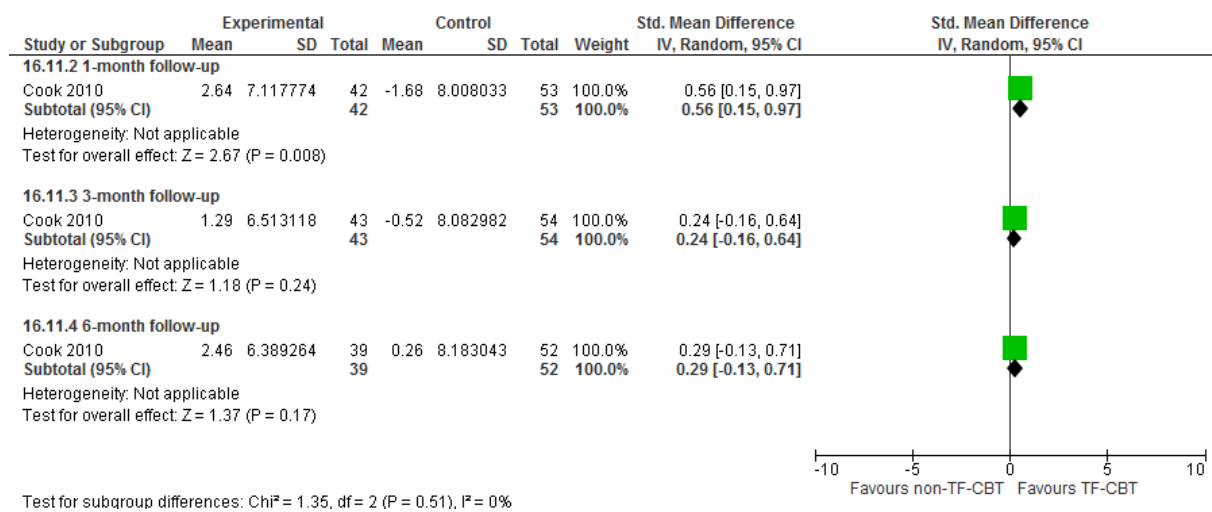 Experimental Control Std. Mean Difference Std. Mean Difference
Study or Subgroup Mean SD Total Mean SD Total Weight IV, Random, 95% CI IV, Random, 95% CI
16.11.2 1-month follow-up
Cook 2010 2.64 7.117774 42 -1.68 8.008033 53 100.0% 0.56 [0.15, 0.97]
Subtotal (95% CI) 42 53 100.0% 0.56 [0.15, 0.97]
Heterogeneity: Not applicable
Test for overall effect: Z = 2.67 (P = 0.008)
16.11.3 3-month follow-up
Cook 2010 1.29 6.513118 43 -0.52 8.082982 54 100.0% 0.24 [-0.16, 0.64]
Subtotal (95% CI) 43 54 100.0% 0.24 [-0.16, 0.64]
Heterogeneity: Not applicable
Test for overall effect: Z = 1.18 (P = 0.24)
16.11.4 6-month follow-up
Cook 2010 2.46 6.389264 39 0.26 8.183043 52 100.0% 0.29 [-0.13, 0.71]
Subtotal (95% CI) 39 52 100.0% 0.29 [-0.13, 0.71]
Heterogeneity: Not applicable
Test for overall effect: Z = 1.37 (P = 0.17)
-10 -5 0 5 10
Favours non-TF-CBT Favours TF-CBT
Test for subgroup differences: Chi² = 1.35, df = 2 (P = 0.51), I² = 0%